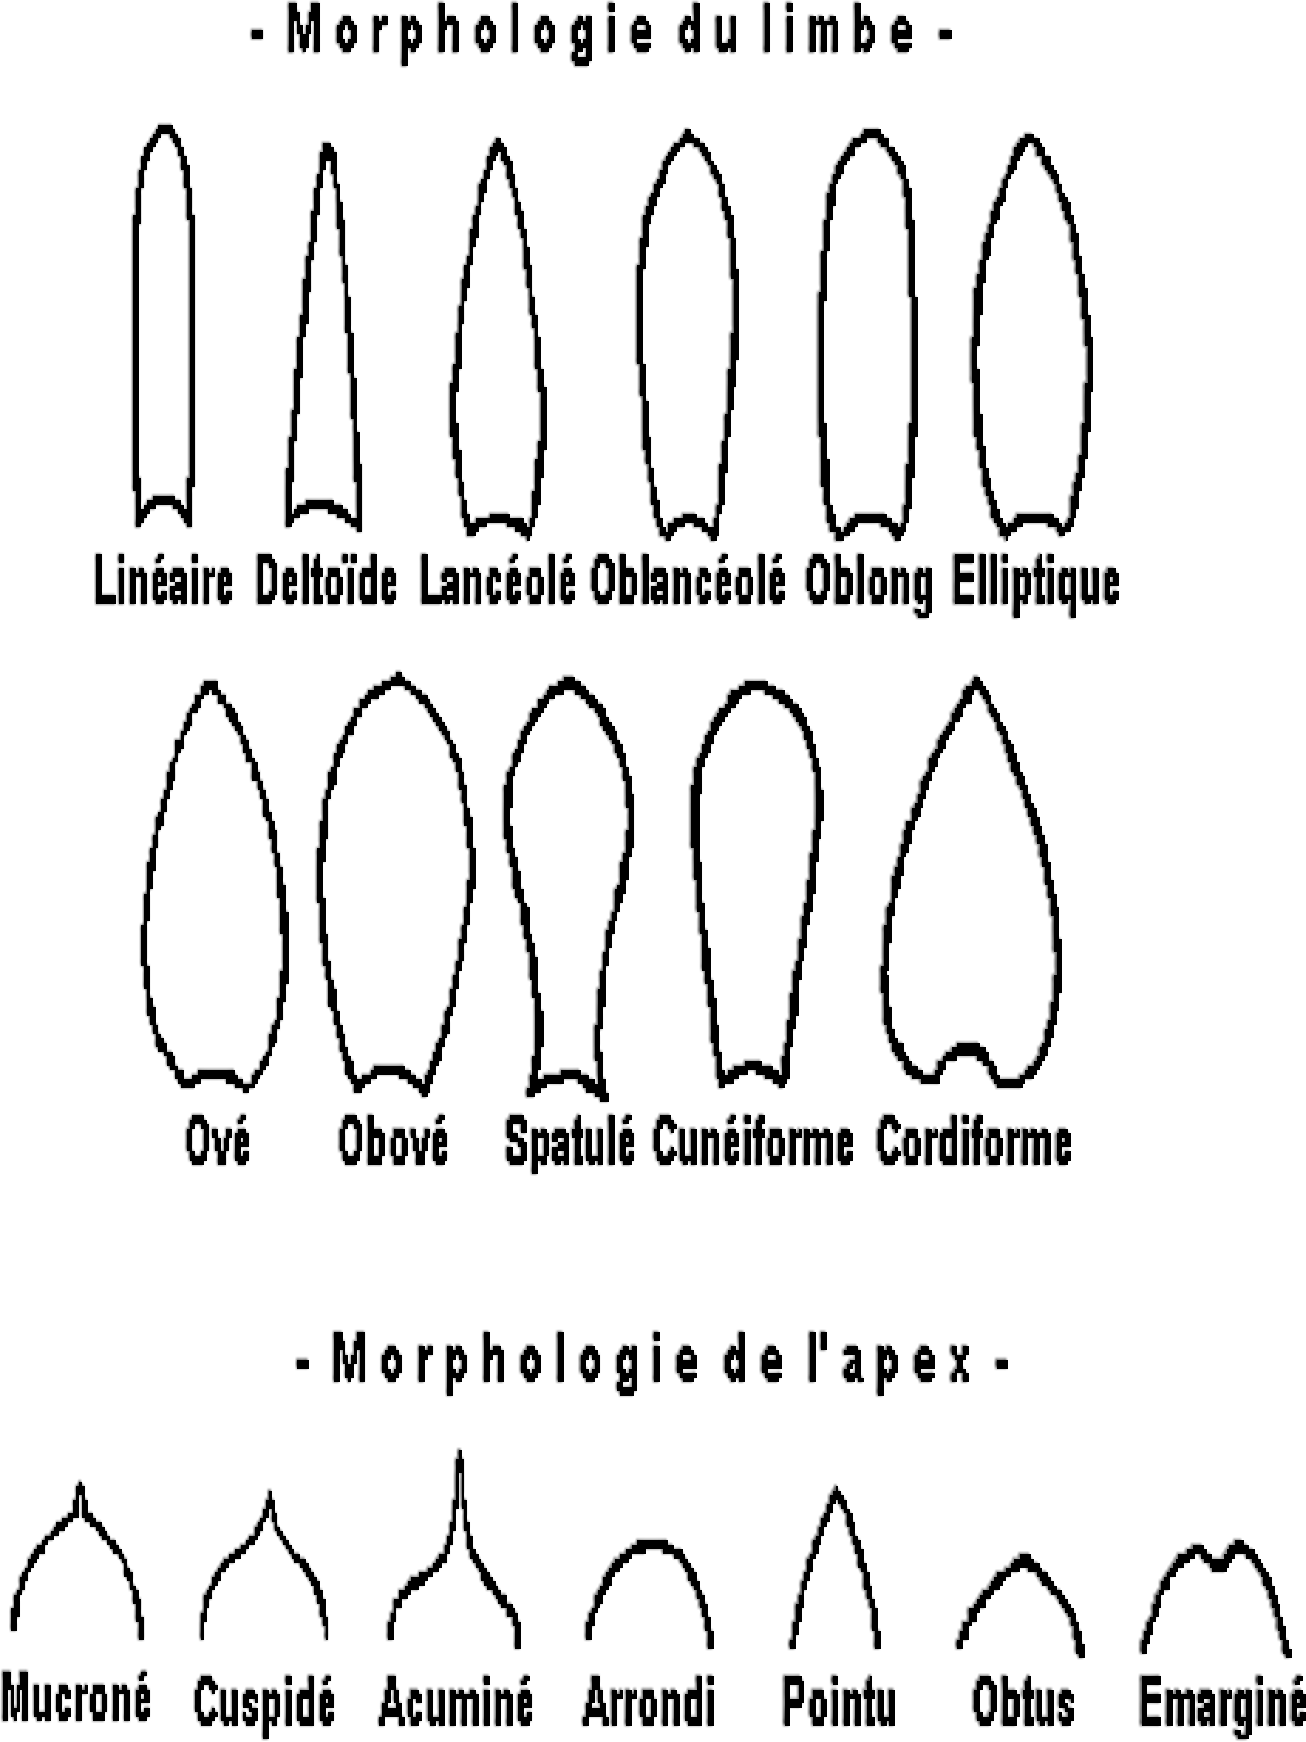 - Morphologie du limbe -
Linéaire Deltoïde Lancéolé Oblancéolé Oblong Elliptique
Ové Obové Spatulé Cunéiforme Cordiforme
- Morphologie de l'apex -
Mucroné Cuspidé Acuminé Arrondi Pointu Obtus Emarginé